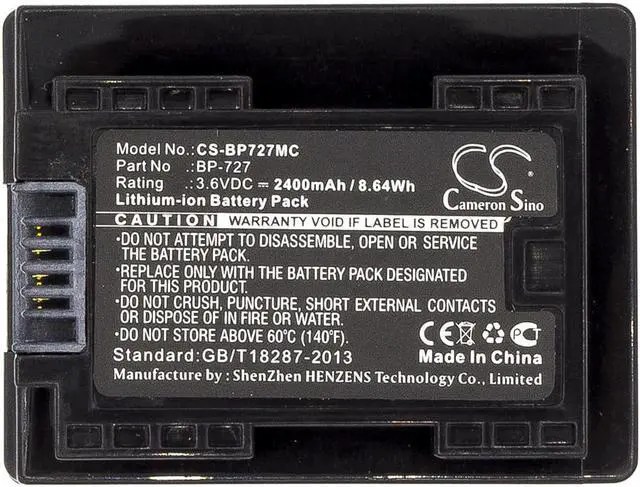 Model No.:CS-BP727MC
Part No .:BP-727
Rating .:3.6VDC ⎓ 2400mAh / 8.64Wh
Lithium-ion Battery Pack
CS
Cameron Sino
CAUTION WARRANTY VOID IF LABEL IS REMOVED
•DO NOT ATTEMPT TO DISASSEMBLE, OPEN OR SERVICE
THE BATTERY PACK.
•REPLACE ONLY WITH THE BATTERY PACK DESIGNATED
FOR THIS PRODUCT.
•DO NOT CRUSH, PUNCTURE, SHORT EXTERNAL CONTACTS
OR DISPOSE OF IN FIRE OR WATER.
•DO NOT STORE ABOVE 60°C (140°F).
CE
Standard:GB/T18287-2013
Made In China
Manufacture by: ShenZhen HENZENS Technology Co., Limited